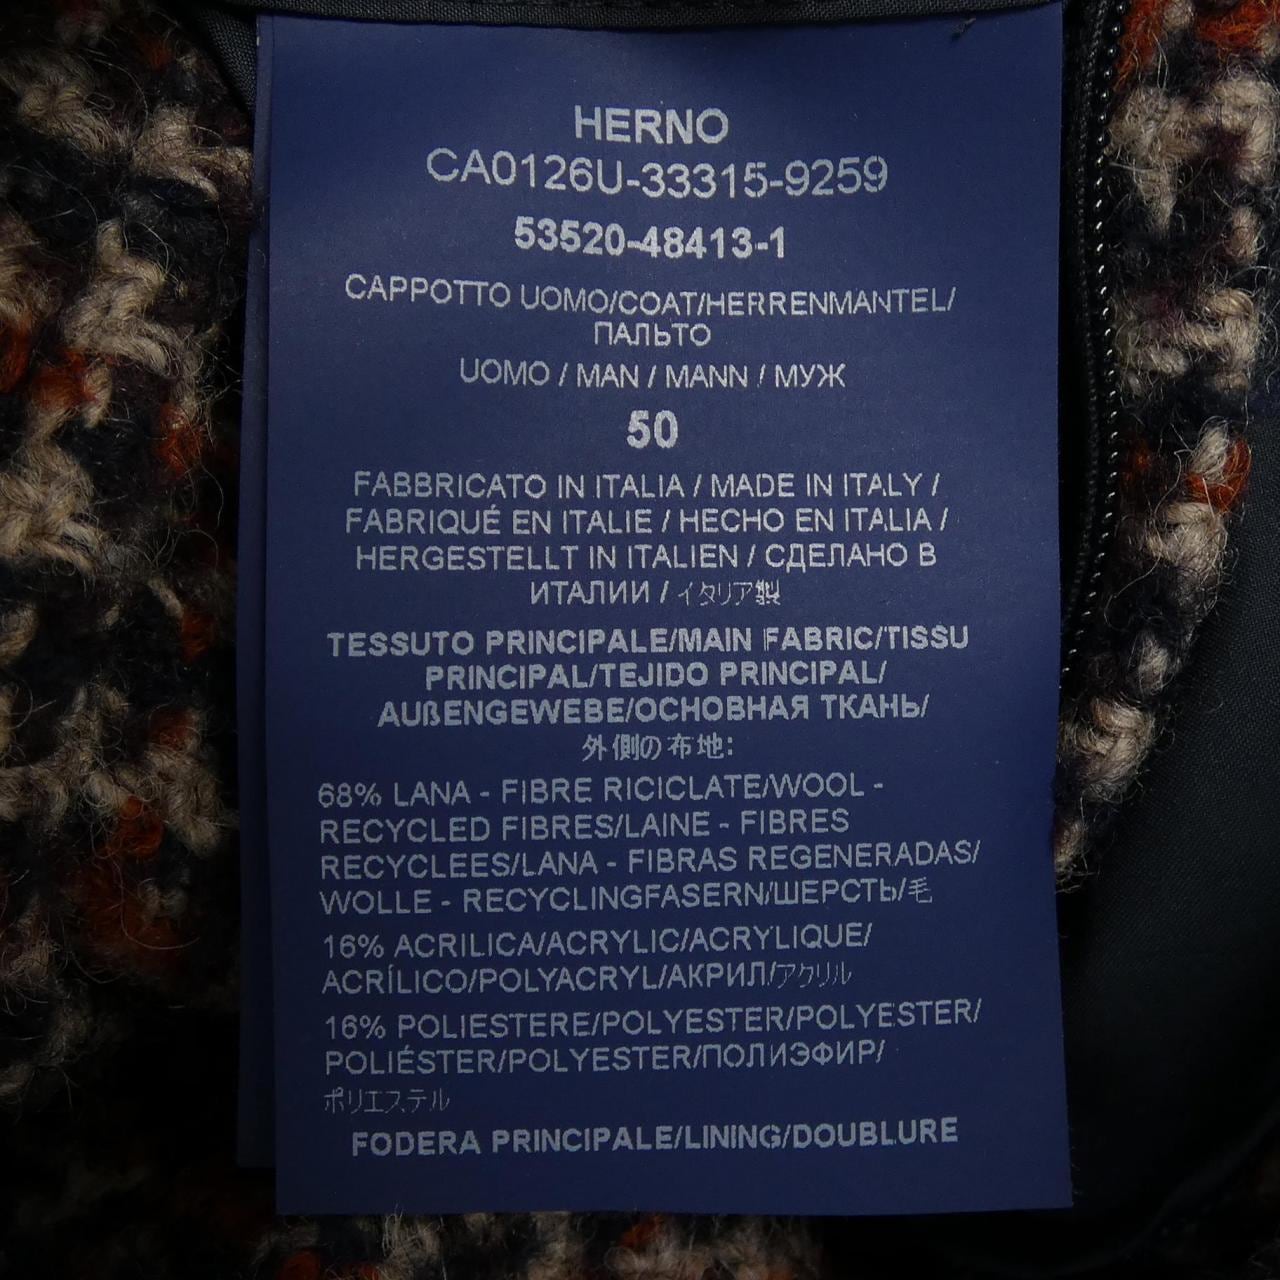 HERNO
CA0126U-33315-9259
53520-48413-1
CAPPOTTO UOMO/COAT/HERRENMANTEL/
ПАЛЬТО
UOMO / MAN / MANN / МУЖ
50
FABBRICATO IN ITALIA / MADE IN ITALY /
FABRIQUÉ EN ITALIE / HECHO EN ITALIA /
HERGESTELLT IN ITALIEN / СДЕЛАНО В
ИТАЛИИ / イタリア製
TESSUTO PRINCIPALE/MAIN FABRIC/TISSU
PRINCIPAL/TEJIDO PRINCIPAL/
AUßENGEWEBE/ОСНОВНАЯ ТКАНЬ/
外側の布地:
68% LANA - FIBRE RICICLATE/WOOL -
RECYCLED FIBRES/LAINE - FIBRES
RECYCLEES/LANA - FIBRAS REGENERADAS/
WOLLE - RECYCLINGFASERN/ШЕРСТЬ/毛
16% ACRILICA/ACRYLIC/ACRYLIQUE/
ACRÍLICO/POLYACRYL/АКРИЛ/アクリル
16% POLIESTERE/POLYESTER/POLYESTER/
POLIÉSTER/POLYESTER/ПОЛИЭФИР/
ポリエステル
FODERA PRINCIPALE/LINING/DOUBLURE